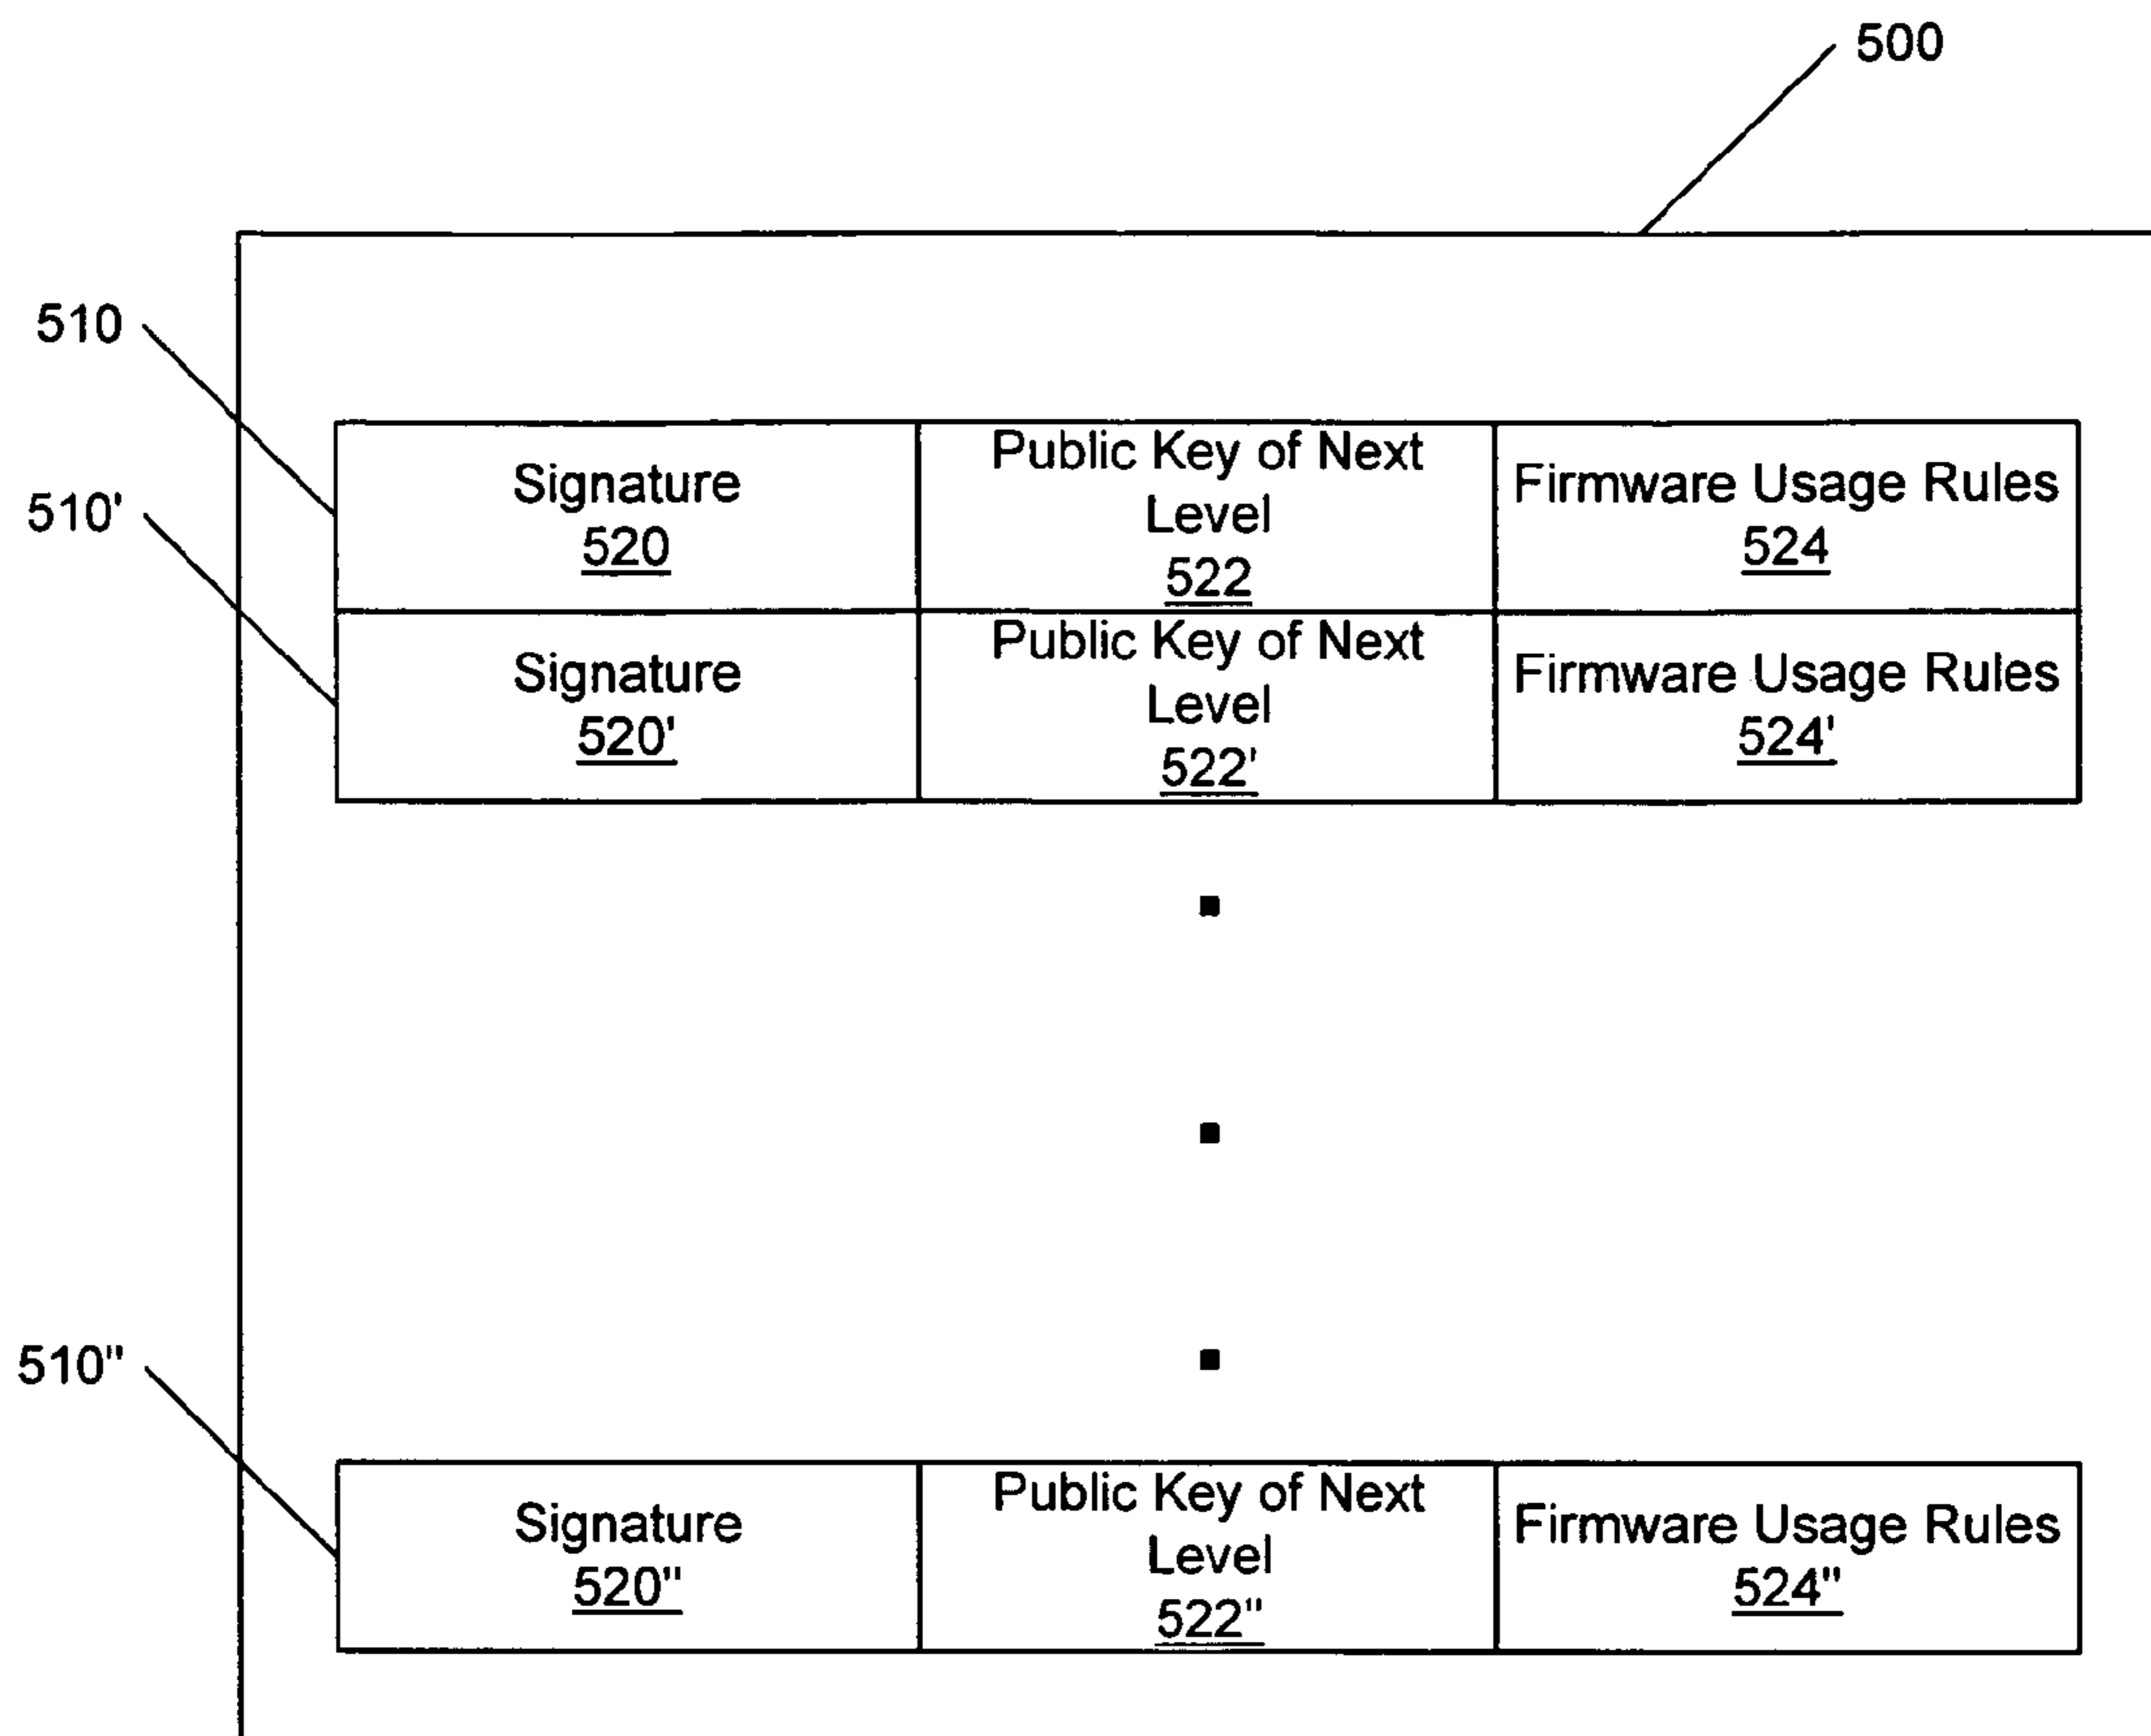 500
510
Signature
520
Public Key of Next
Level
522
Firmware Usage Rules
524
510'
Signature
520'
Public Key of Next
Level
522'
Firmware Usage Rules
524'
510"
Signature
520"
Public Key of Next
Level
522"
Firmware Usage Rules
524"